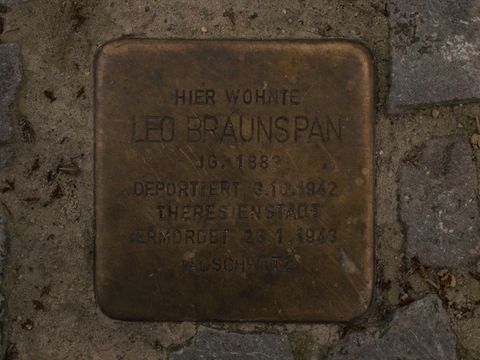 HIER WOHNTE
LEO BRAUNSPAN
JG. 1883
DEPORTIERT 3.10.1942
THERESIENSTADT
ERMORDET 23.1.1943
AUSCHWITZ